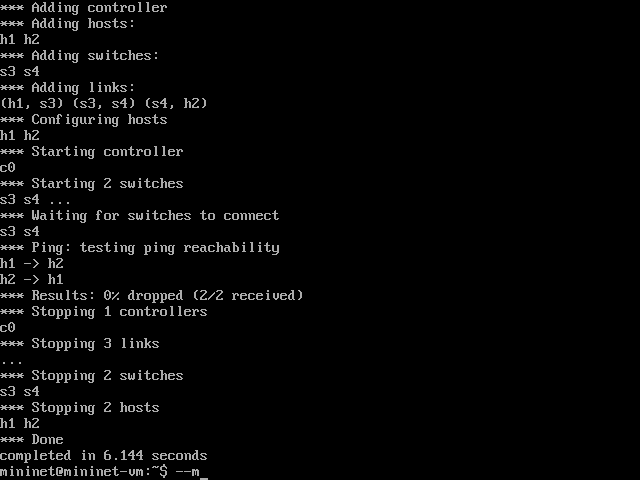 *** Adding controller
*** Adding hosts:
h1 h2
*** Adding switches:
s3 s4
*** Adding links:
(h1, s3) (s3, s4) (s4, h2)
*** Configuring hosts
h1 h2
*** Starting controller
c0
*** Starting 2 switches
s3 s4 ...
*** Waiting for switches to connect
s3 s4
*** Ping: testing ping reachability
h1 -> h2
h2 -> h1
*** Results: 0% dropped (2/2 received)
*** Stopping 1 controllers
c0
*** Stopping 3 links
...
*** Stopping 2 switches
s3 s4
*** Stopping 2 hosts
h1 h2
*** Done
completed in 6.144 seconds
mininet@mininet-vm:~$ --m_